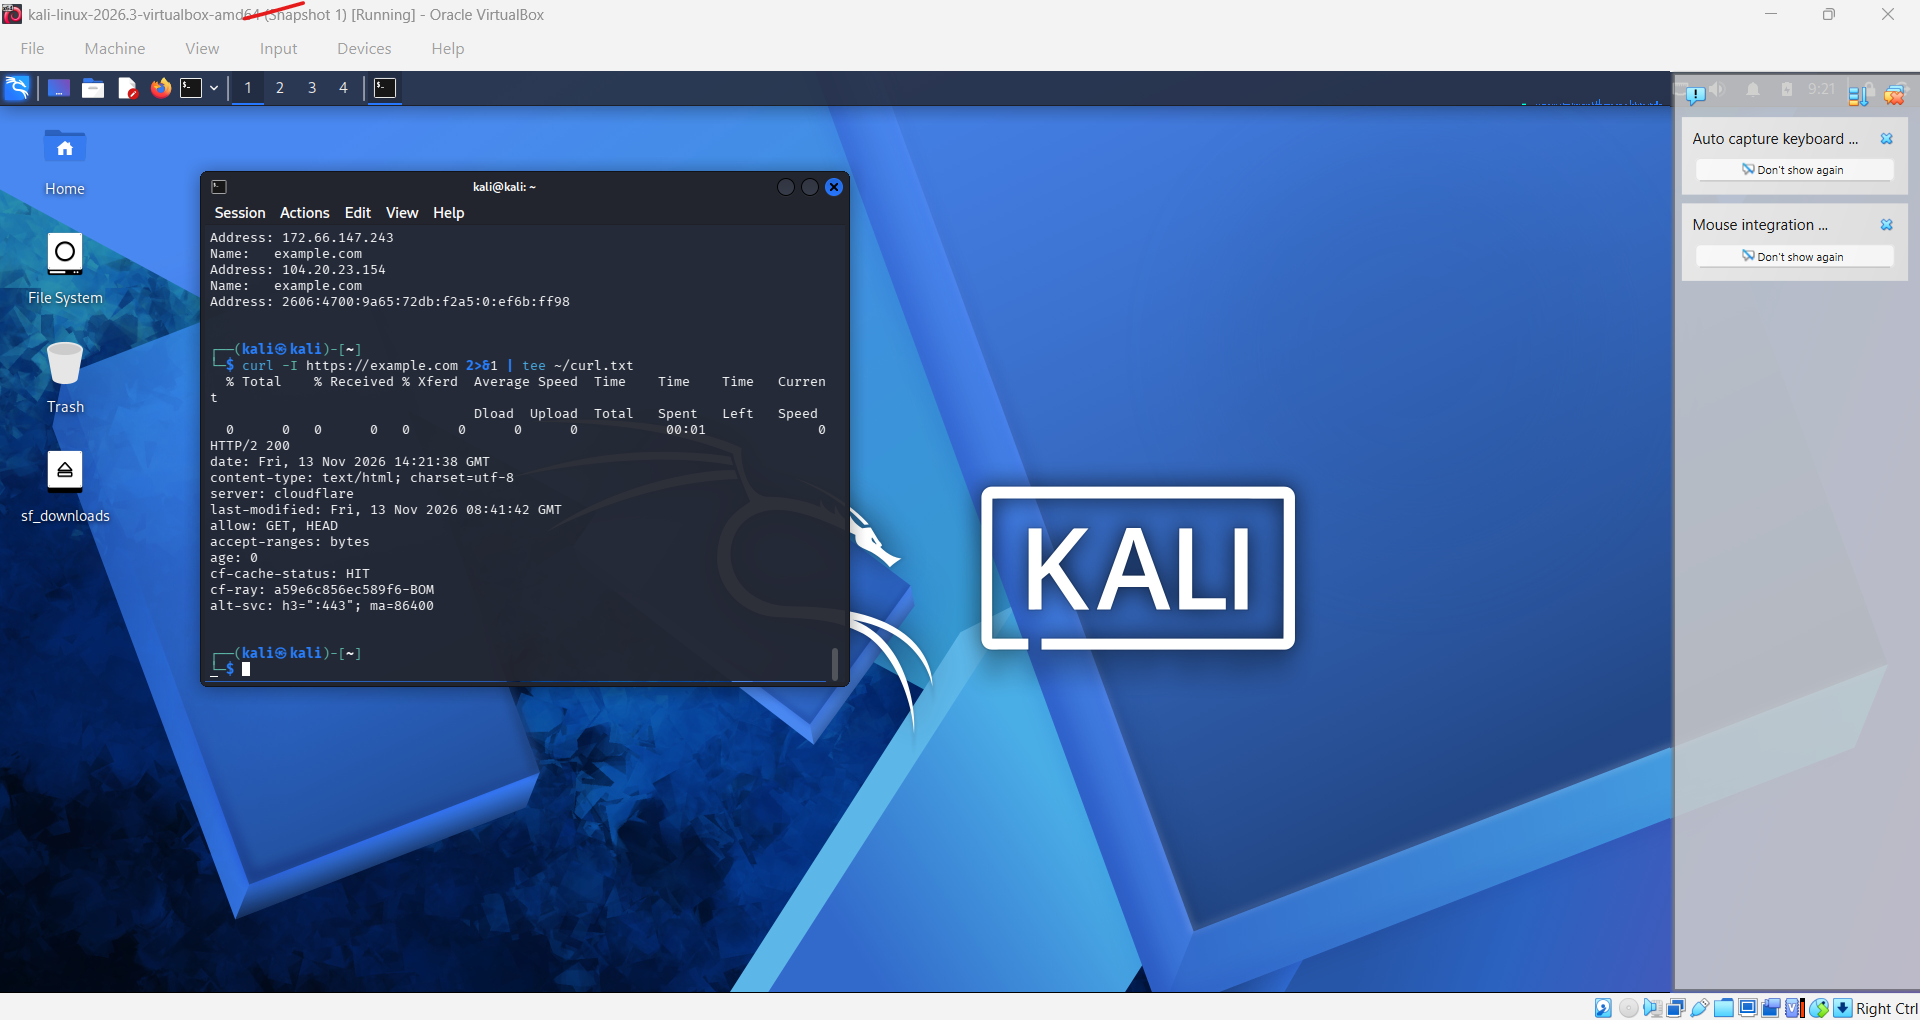 kali-linux-2026.3-virtualbox-amd64 (Snapshot 1) [Running] - Oracle VirtualBox
File Machine View Input Devices Help
1 2 3 4
9:21
Home
File System
Trash
sf_downloads
kali@kali: ~
Session Actions Edit View Help
Address: 172.66.147.243
Name: example.com
Address: 104.20.23.154
Name: example.com
Address: 2606:4700:9a65:72db:f2a5:0:ef6b:ff98
┌──(kali㉿kali)-[~]
└─$ curl -I https://example.com 2>&1 | tee ~/curl.txt
% Total % Received % Xferd Average Speed Time Time Time Curren
t
Dload Upload Total Spent Left Speed
0 0 0 0 0 0 0 0 00:01 0
HTTP/2 200
date: Fri, 13 Nov 2026 14:21:38 GMT
content-type: text/html; charset=utf-8
server: cloudflare
last-modified: Fri, 13 Nov 2026 08:41:42 GMT
allow: GET, HEAD
accept-ranges: bytes
age: 0
cf-cache-status: HIT
cf-ray: a59e6c856ec589f6-BOM
alt-svc: h3=":443"; ma=86400
┌──(kali㉿kali)-[~]
└─$
KALI
Auto capture keyboard ...
Don't show again
Mouse integration ...
Don't show again
Right Ctrl